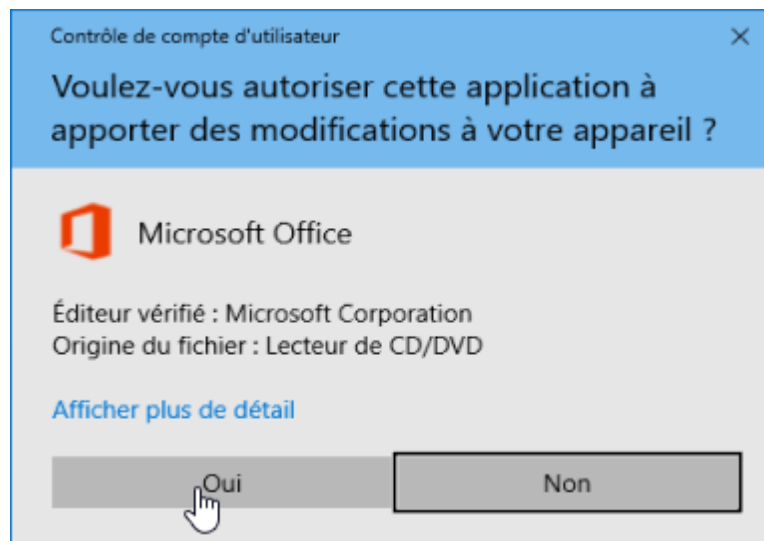 Contrôle de compte d'utilisateur
Voulez-vous autoriser cette application à
apporter des modifications à votre appareil ?
Microsoft Office
Éditeur vérifié : Microsoft Corporation
Origine du fichier : Lecteur de CD/DVD
Afficher plus de détail
Oui
Non